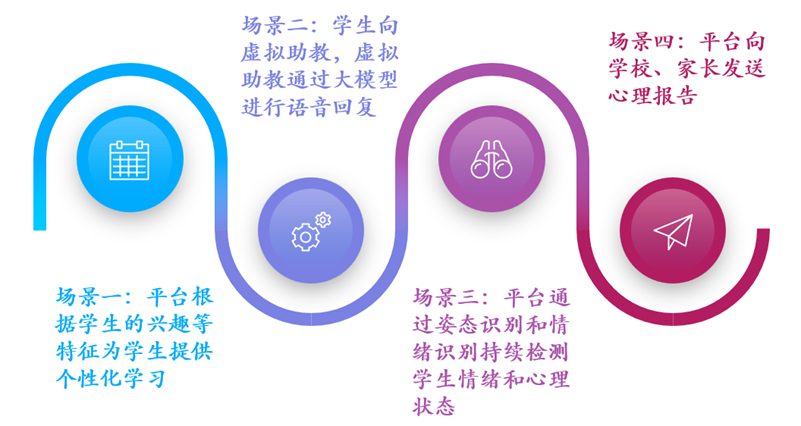 场景一：平台根
据学生的兴趣等
特征为学生提供
个性化学习
场景二：学生向
虚拟助教，虚拟
助教通过大模型
进行语音回复
场景三：平台通
过姿态识别和情
绪识别持续检测
学生情绪和心理
状态
场景四：平台向
学校、家长发送
心理报告